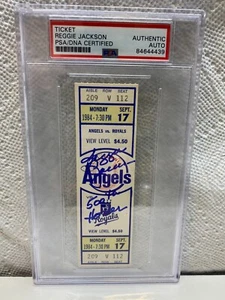 TICKET
REGGIE JACKSON
PSA/DNA CERTIFIED
AUTHENTIC
AUTO
84644439
PSA
AISLE ROW SEAT
209 V 112
MONDAY SEPT.
1984-7:30 PM 17
ANGELS vs. ROYALS
VIEW LEVEL $4.50
Angels
500th
Royals
VIEW LEVEL $4.50
MONDAY SEPT.
1984-7:30 PM 17
209 V 112